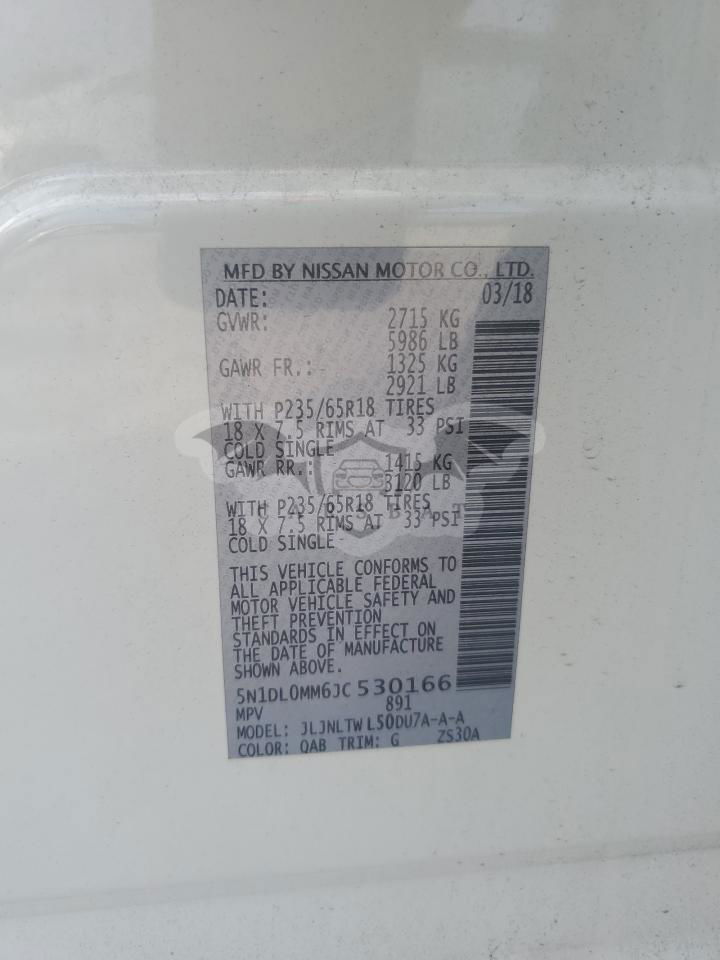 MFD BY NISSAN MOTOR CO., LTD.
DATE: 03/18
GVWR: 2715 KG
5986 LB
GAWR FR.: 1325 KG
2921 LB
WITH P235/65R18 TIRES
18 X 7.5 RIMS AT 33 PSI
COLD SINGLE
GAWR RR.: 1415 KG
3120 LB
WITH P235/65R18 TIRES
18 X 7.5 RIMS AT 33 PSI
COLD SINGLE
THIS VEHICLE CONFORMS TO
ALL APPLICABLE FEDERAL
MOTOR VEHICLE SAFETY AND
THEFT PREVENTION
STANDARDS IN EFFECT ON
THE DATE OF MANUFACTURE
SHOWN ABOVE.
5N1DL0MM6JC 530166
MPV 891
MODEL: JLJNLTW L50DU7A-A-A
COLOR: QAB TRIM: G ZS30A